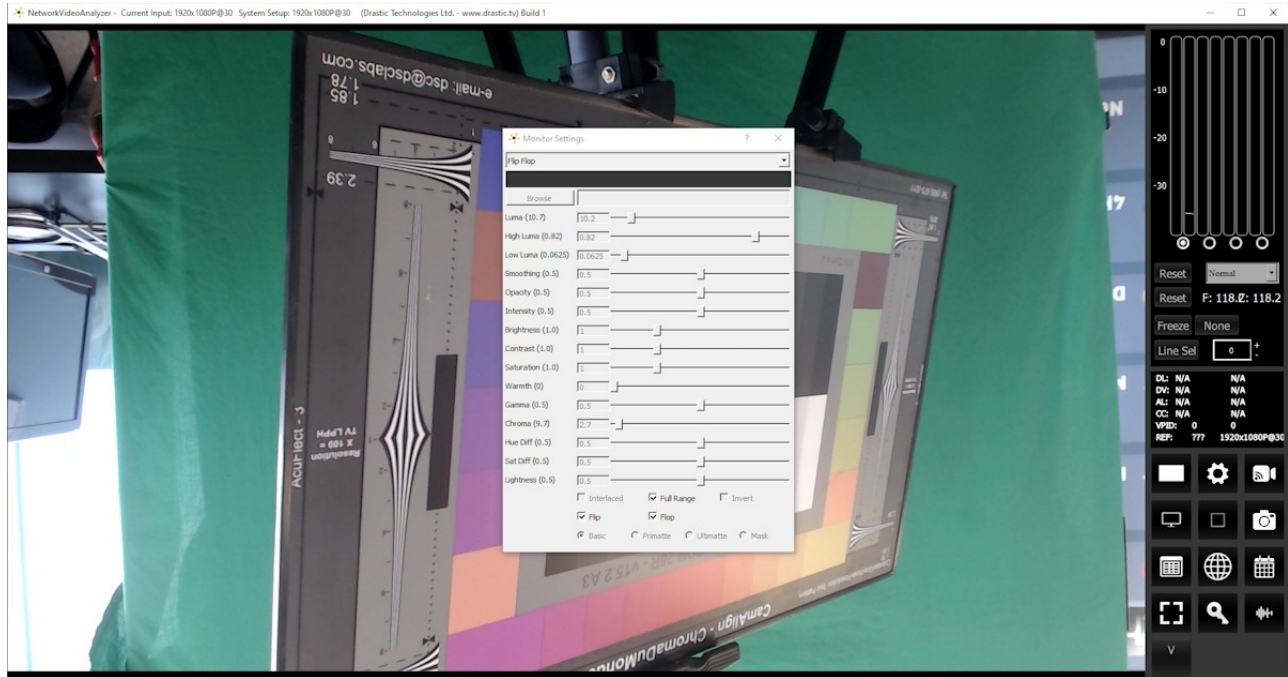 NetworkVideoAnalyzer - Current Input: 1920x1080P@30 System Setup: 1920x1080P@30 (Drastic Technologies Ltd. - www.drastic.tv) Build 1
e-mail: dsc@dsclabs.com
1.78
1.85
2.39
AcuFlect - 3
Resolution
X 100 =
TV LPPH
CamAlign - ChromaDuMonde
28R - v15.2.A3
Monitor Settings ? X
Flip Flop
Browse
Luma (10.7) 10.2
High Luma (0.82) 0.82
Low Luma (0.0625) 0.0625
Smoothing (0.5) 0.5
Opacity (0.5) 0.5
Intensity (0.5) 0.5
Brightness (1.0) 1
Contrast (1.0) 1
Saturation (1.0) 1
Warmth (0) 0
Gamma (0.5) 0.5
Chroma (9.7) 2.7
Hue Diff (0.5) 0.5
Sat Diff (0.5) 0.5
Lightness (0.5) 0.5
Interlaced Full Range Invert
Flip Flop
Basic Primatte Ultimatte Mask
0
-10
-20
-30
Reset Normal
Reset F: 118.2 Z: 118.2
Freeze None
Line Sel 0 + -
DL: N/A N/A
DV: N/A N/A
AL: N/A N/A
CC: N/A N/A
VPID: 0 0
REF: ??? 1920x1080P@30
V